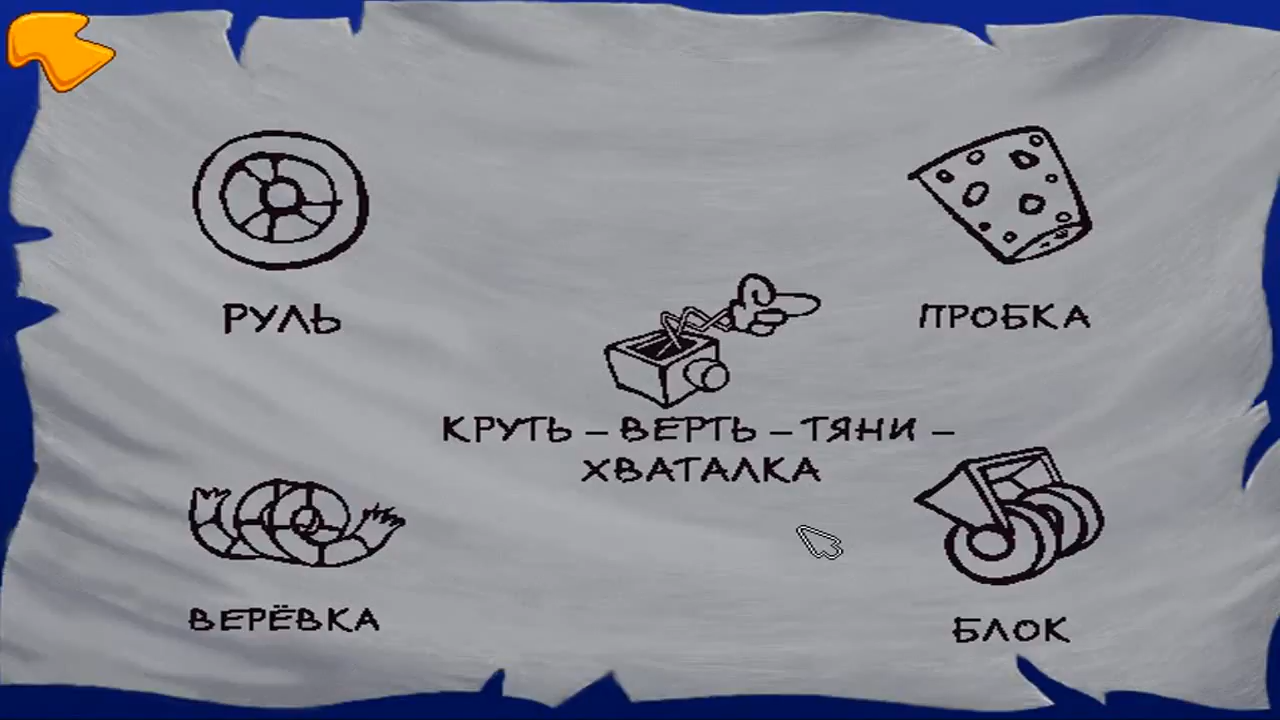 РУЛЬ
ПРОБКА
КРУТЬ – ВЕРТЬ – ТЯНИ –
ХВАТАЛКА
ВЕРЁВКА
БЛОК